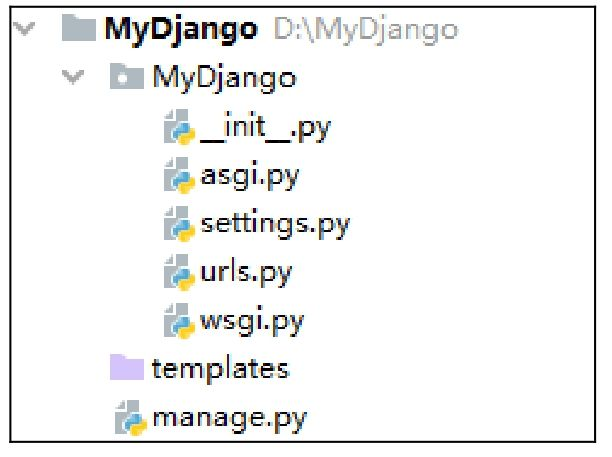 MyDjango D:\MyDjango
MyDjango
__init__.py
asgi.py
settings.py
urls.py
wsgi.py
templates
manage.py